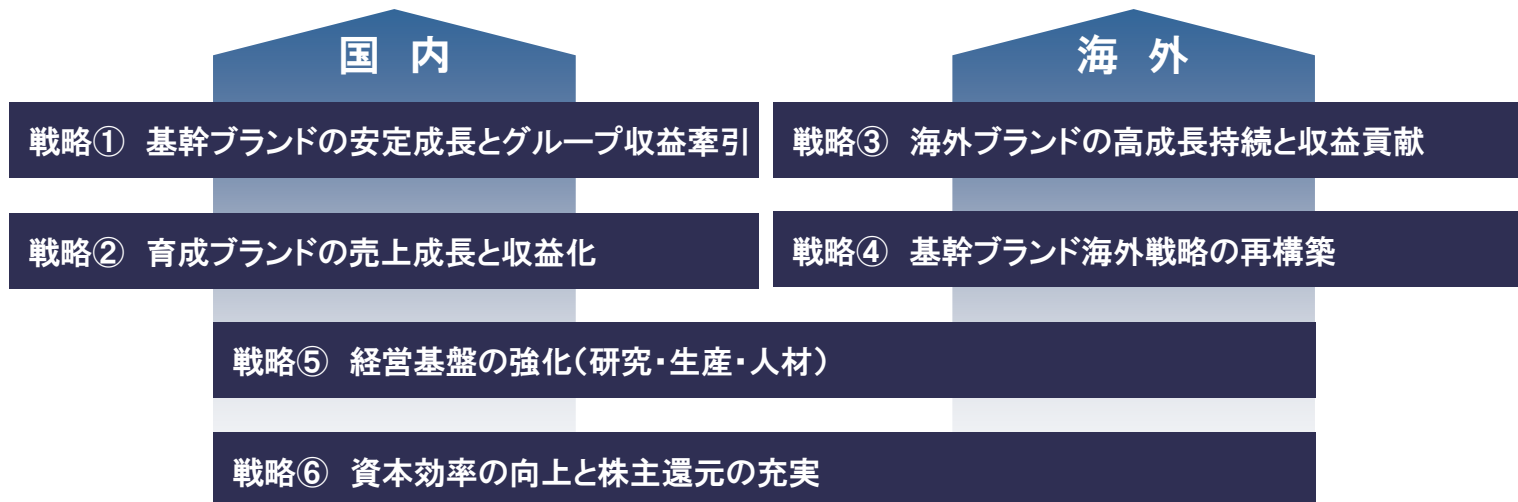 国 内
戦略① 基幹ブランドの安定成長とグループ収益牽引
戦略② 育成ブランドの売上成長と収益化
海 外
戦略③ 海外ブランドの高成長持続と収益貢献
戦略④ 基幹ブランド海外戦略の再構築
戦略⑤ 経営基盤の強化（研究・生産・人材）
戦略⑥ 資本効率の向上と株主還元の充実